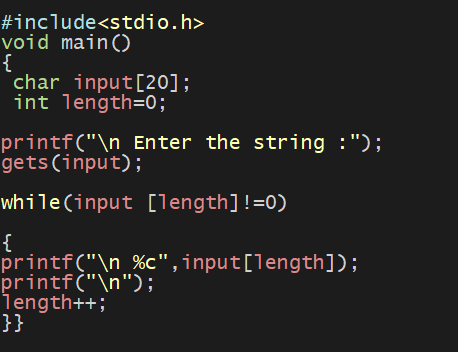 #include<stdio.h>
void main()
{
 char input[20];
 int length=0;

printf("\n Enter the string :");
gets(input);

while(input [length]!=0)

{
printf("\n %c",input[length]);
printf("\n");
length++;
}}